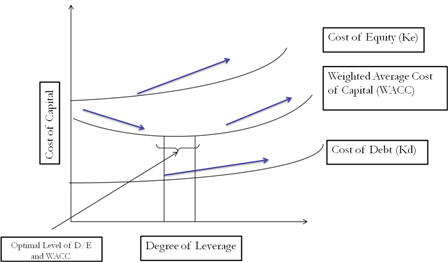 Cost of Equity (Ke)
Weighted Average Cost
of Capital (WACC)
Cost of Capital
Cost of Debt (Kd)
Optimal Level of D/E
and WACC.
Degree of Leverage